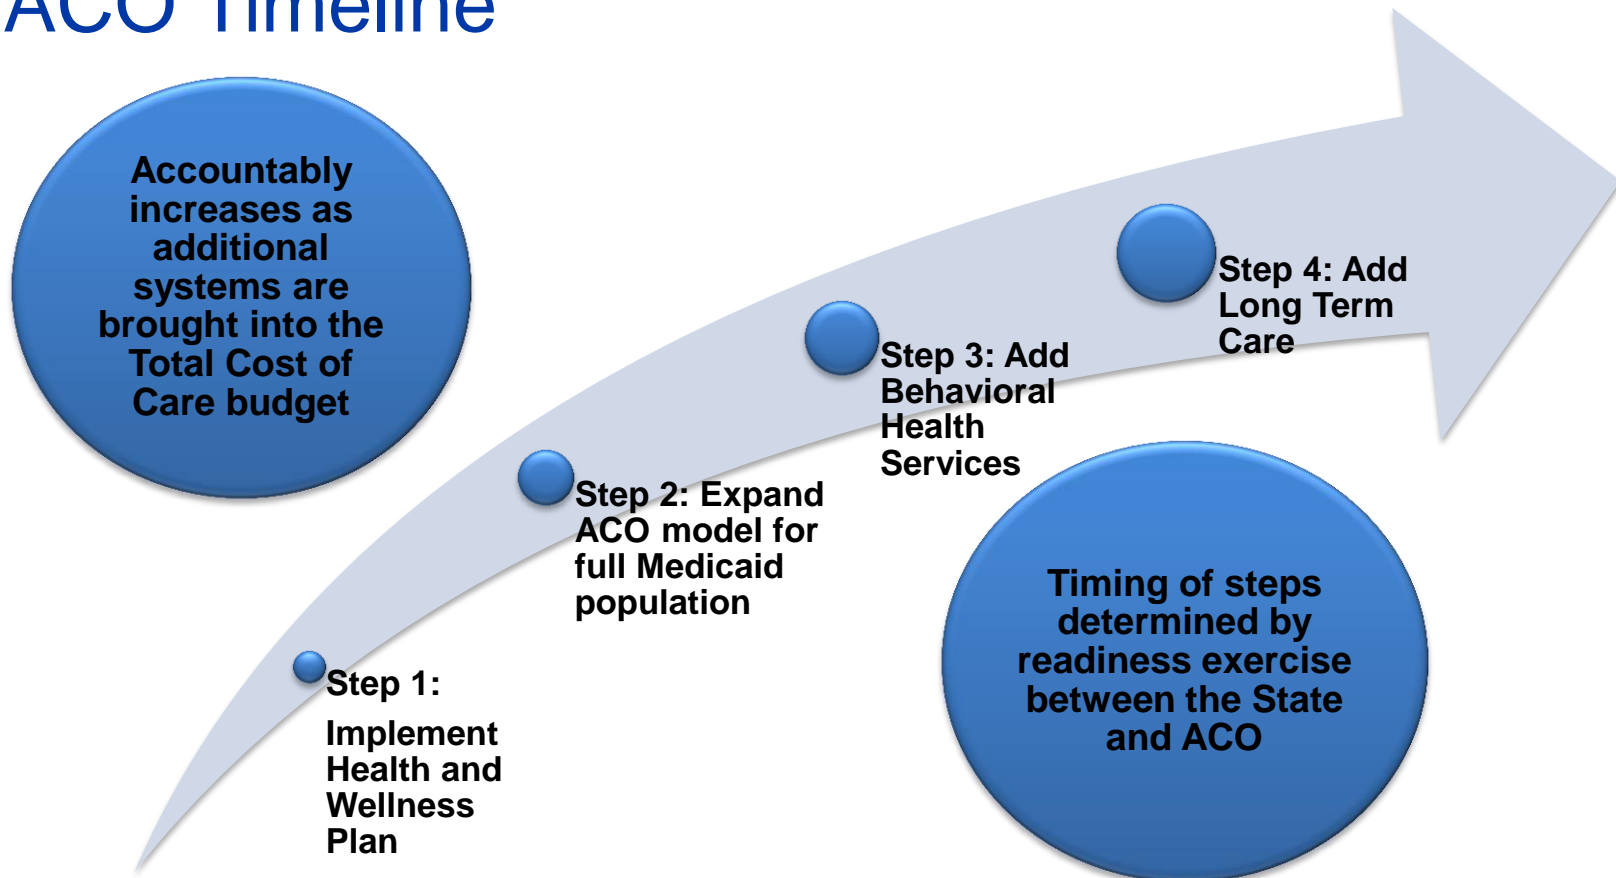 ACO Timeline
Accountably
increases as
additional
systems are
brought into the
Total Cost of
Care budget
Step 1:
Implement
Health and
Wellness
Plan
Step 2: Expand
ACO model for
full Medicaid
population
Step 3: Add
Behavioral
Health
Services
Step 4: Add
Long Term
Care
Timing of steps
determined by
readiness exercise
between the State
and ACO